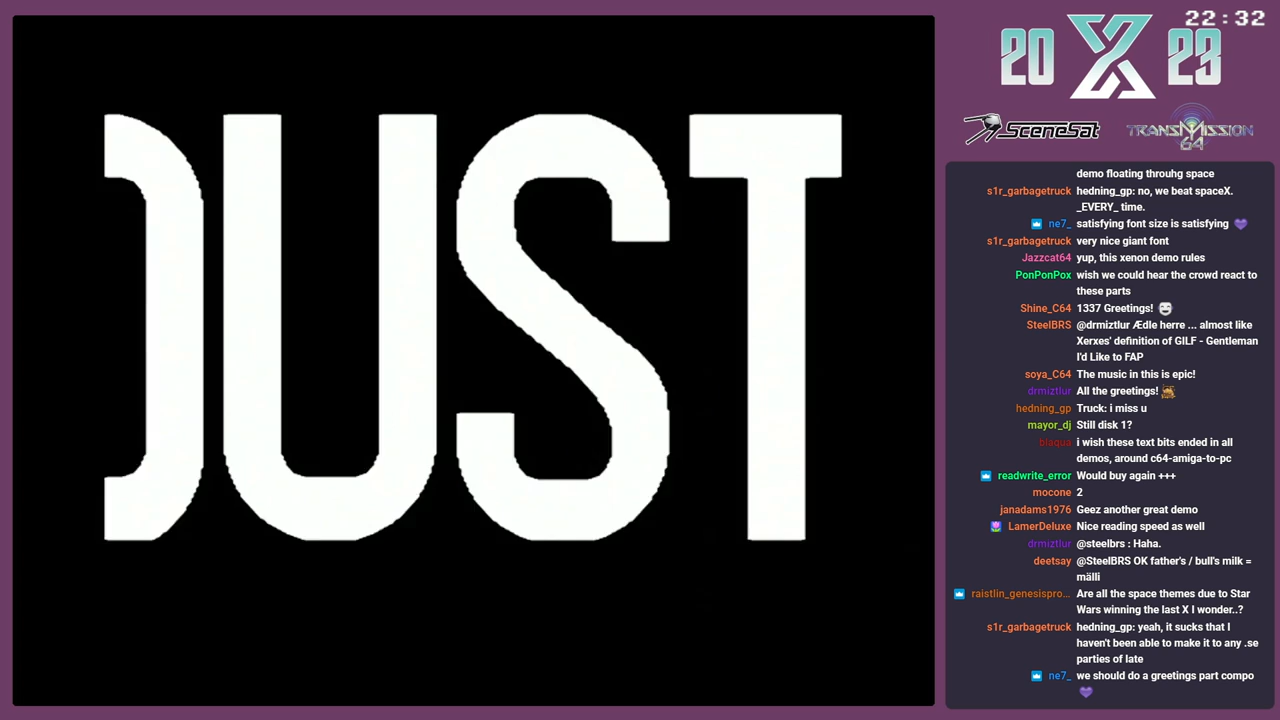 DUST
22:32
20 X 23
SCENESAT
TRANSMISSION
64
demo floating throuhg space
s1r_garbagetruck hedning_gp: no, we beat spaceX.
_EVERY_ time.
ne7_ satisfying font size is satisfying
s1r_garbagetruck very nice giant font
Jazzcat64 yup, this xenon demo rules
PonPonPox wish we could hear the crowd react to
these parts
Shine_C64 1337 Greetings!
SteelBRS @drmiztlur Ædle herre ... almost like
Xerxes' definition of GILF - Gentleman
I'd Like to FAP
soya_C64 The music in this is epic!
drmiztlur All the greetings!
hedning_gp Truck: i miss u
mayor_dj Still disk 1?
blaqua i wish these text bits ended in all
demos, around c64-amiga-to-pc
readwrite_error Would buy again +++
mocone 2
janadams1976 Geez another great demo
LamerDeluxe Nice reading speed as well
drmiztlur @steelbrs : Haha.
deetsay @SteelBRS OK father's / bull's milk =
mälli
raistlin_genesispro... Are all the space themes due to Star
Wars winning the last X I wonder..?
s1r_garbagetruck hedning_gp: yeah, it sucks that I
haven't been able to make it to any .se
parties of late
ne7_ we should do a greetings part compo